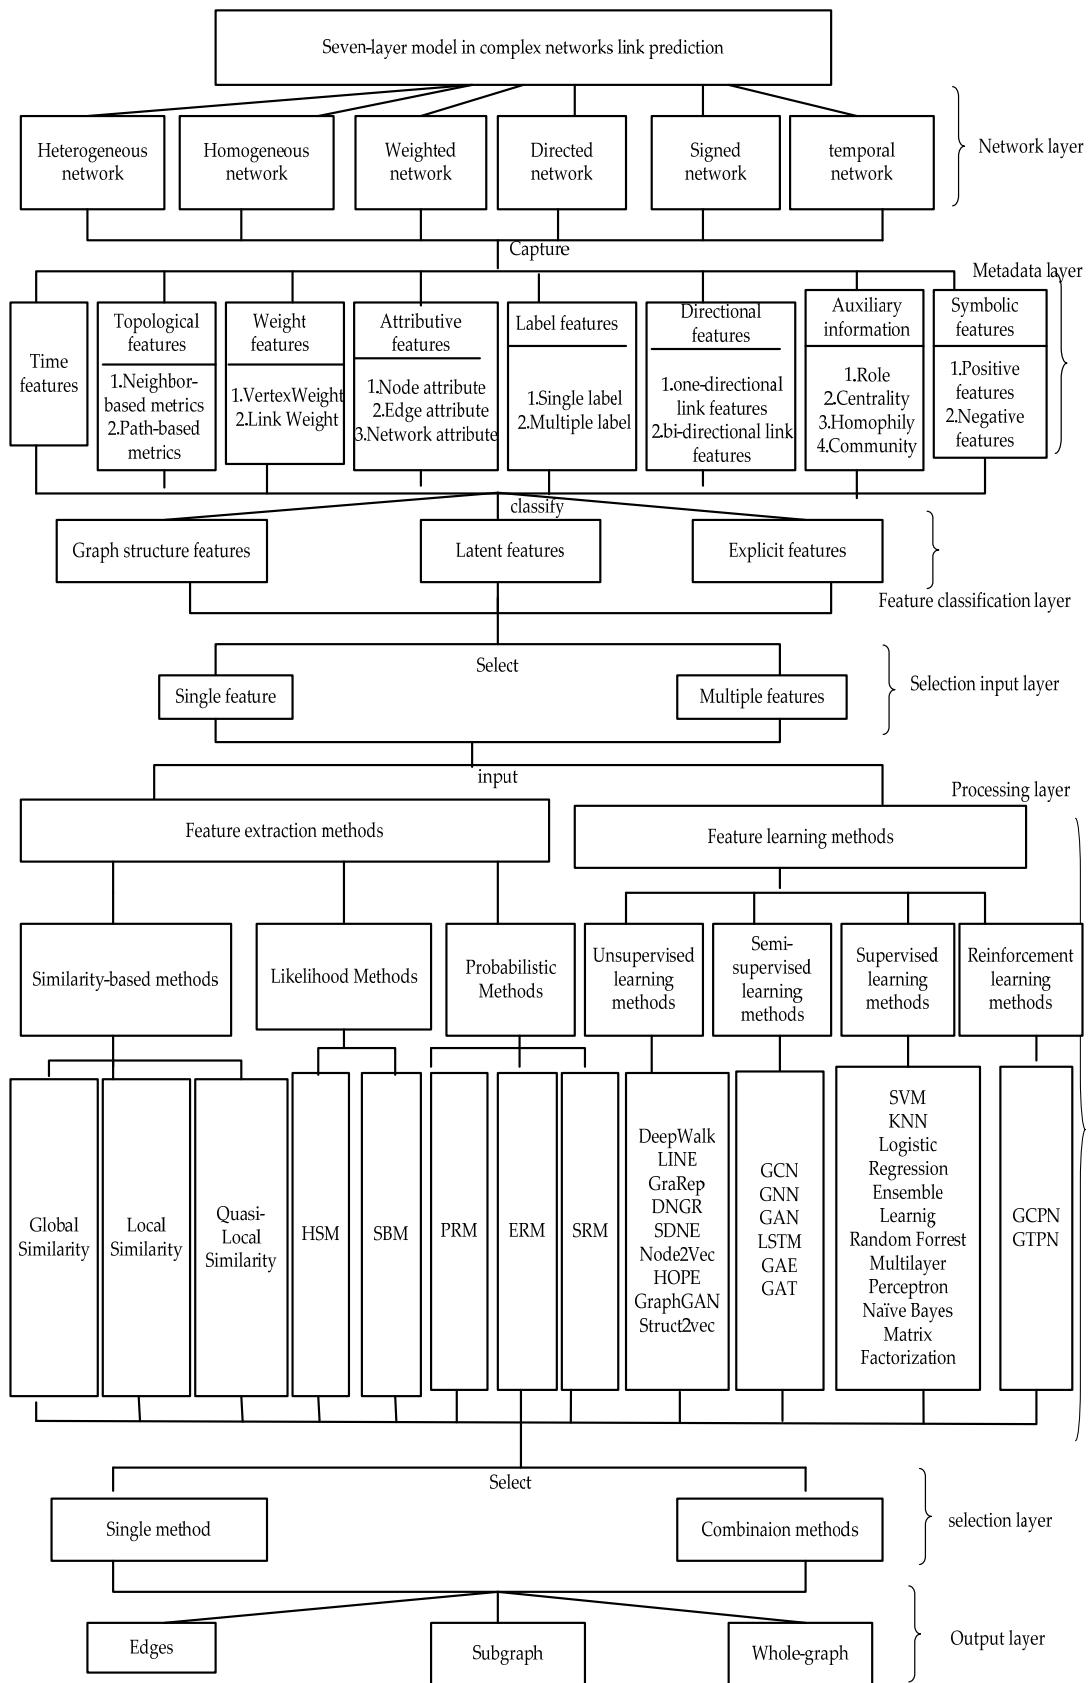 Seven-layer model in complex networks link prediction
Heterogeneous
network
Homogeneous
network
Weighted
network
Directed
network
Signed
network
temporal
network
Network layer
Capture
Metadata layer
Time
features
Topological
features
1.Neighbor-
based metrics
2.Path-based
metrics
Weight
features
1.VertexWeight
2.Link Weight
Attributive
features
1.Node attribute
2.Edge attribute
3.Network attribute
Label features
1.Single label
2.Multiple label
Directional
features
1.one-directional
link features
2.bi-directional link
features
Auxiliary
information
1.Role
2.Centrality
3.Homophily
4.Community
Symbolic
features
1.Positive
features
2.Negative
features
classify
Graph structure features
Latent features
Explicit features
Feature classification layer
Select
Single feature
Multiple features
Selection input layer
input
Processing layer
Feature extraction methods
Feature learning methods
Similarity-based methods
Likelihood Methods
Probabilistic
Methods
Unsupervised
learning
methods
Semi-
supervised
learning
methods
Supervised
learning
methods
Reinforcement
learning
methods
Global
Similarity
Local
Similarity
Quasi-
Local
Similarity
HSM
SBM
PRM
ERM
SRM
DeepWalk
LINE
GraRep
DNGR
SDNE
Node2Vec
HOPE
GraphGAN
Struct2vec
GCN
GNN
GAN
LSTM
GAE
GAT
SVM
KNN
Logistic
Regression
Ensemble
Learnig
Random Forrest
Multilayer
Perceptron
Naïve Bayes
Matrix
Factorization
GCPN
GTPN
Select
Single method
Combinaion methods
selection layer
Edges
Subgraph
Whole-graph
Output layer